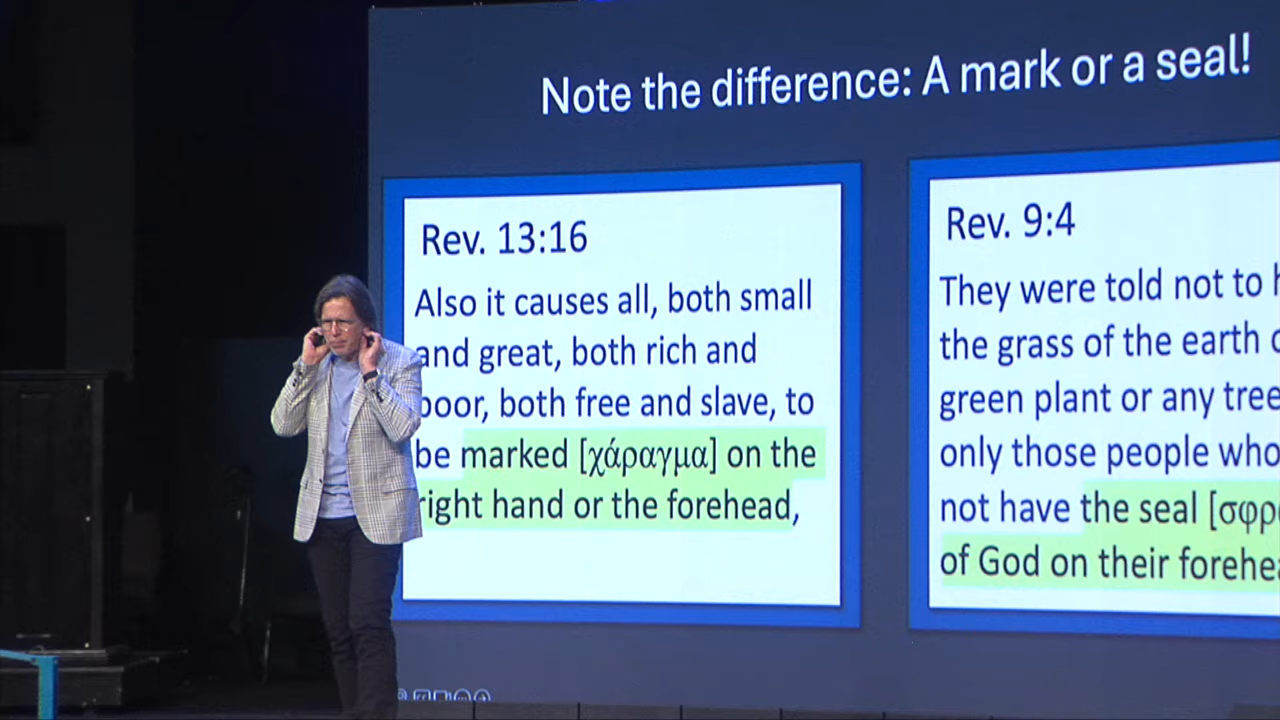 Note the difference: A mark or a seal!
Rev. 13:16
Also it causes all, both small
and great, both rich and
poor, both free and slave, to
be marked [χάραγμα] on the
right hand or the forehead,
Rev. 9:4
They were told not to
the grass of the earth
green plant or any tree
only those people who
not have the seal
of God on their